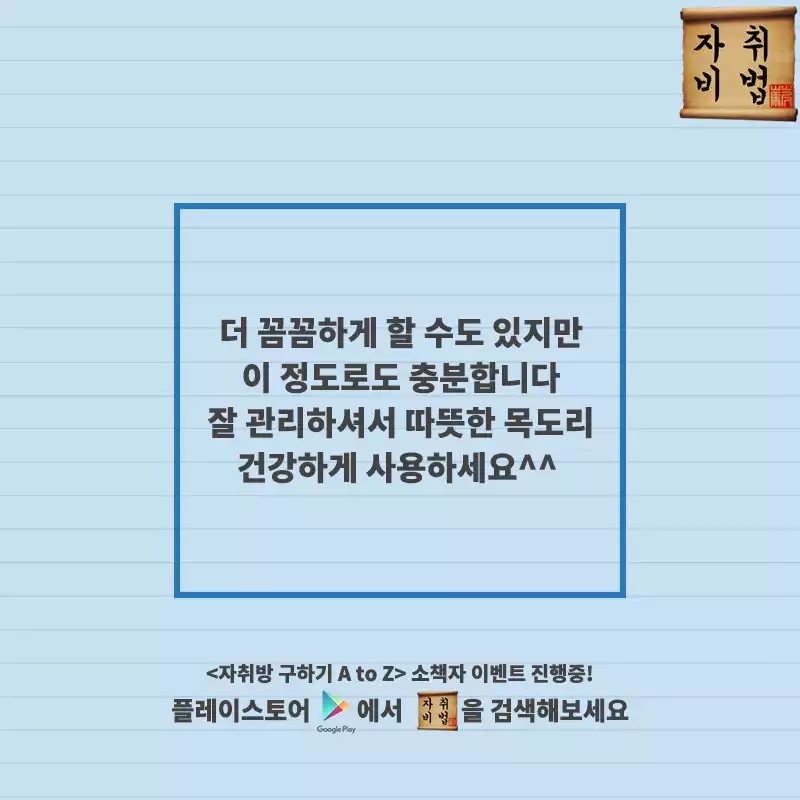 자취
비법
더 꼼꼼하게 할 수도 있지만
이 정도로도 충분합니다
잘 관리하셔서 따뜻한 목도리
건강하게 사용하세요^^
<자취방 구하기 A to Z> 소책자 이벤트 진행중!
플레이스토어 Google Play 에서 자취비법 을 검색해보세요